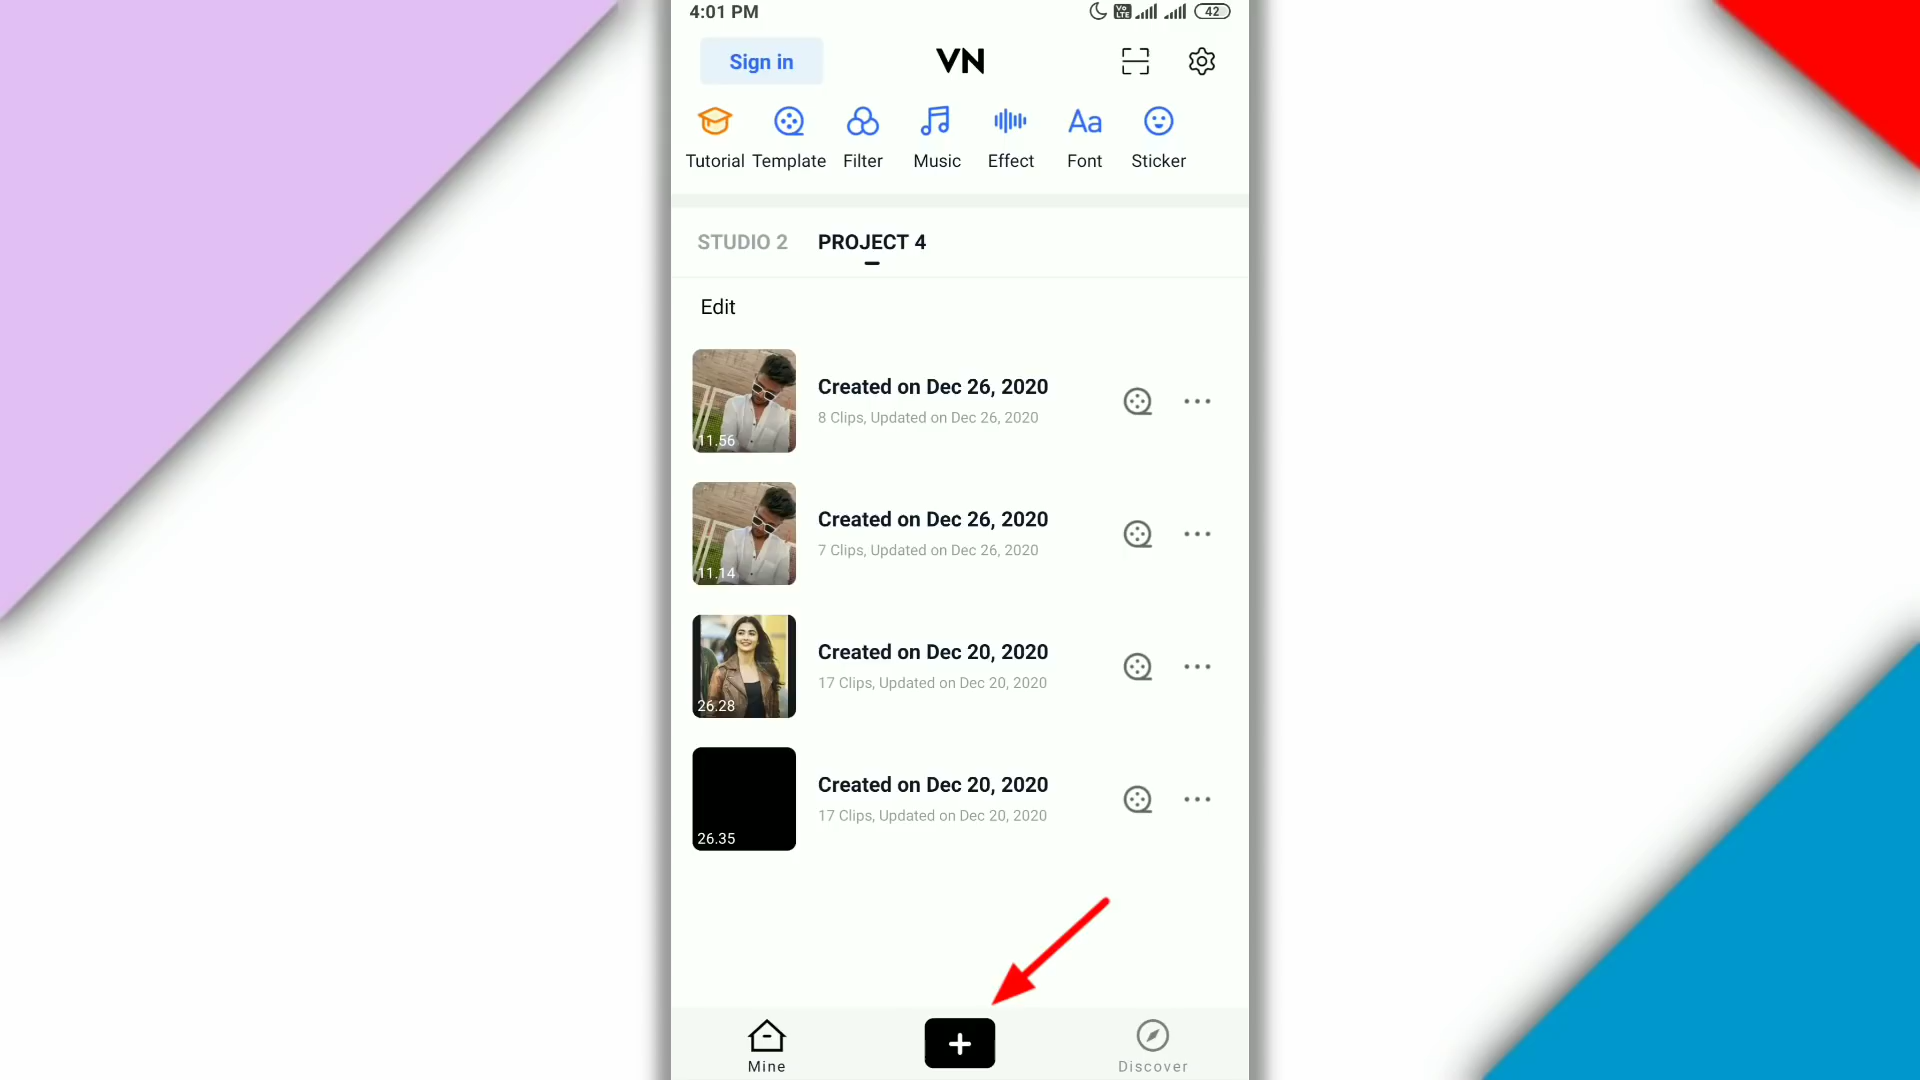 4:01 PM
Vo LTE
42
Sign in
VN
Tutorial
Template
Filter
Music
Aa
Effect
Font
Sticker
STUDIO 2
PROJECT 4
Edit
Created on Dec 26, 2020
8 Clips, Updated on Dec 26, 2020
11.56
Created on Dec 26, 2020
7 Clips, Updated on Dec 26, 2020
11.14
Created on Dec 20, 2020
17 Clips, Updated on Dec 20, 2020
26.28
Created on Dec 20, 2020
17 Clips, Updated on Dec 20, 2020
26.35
Mine
Discover